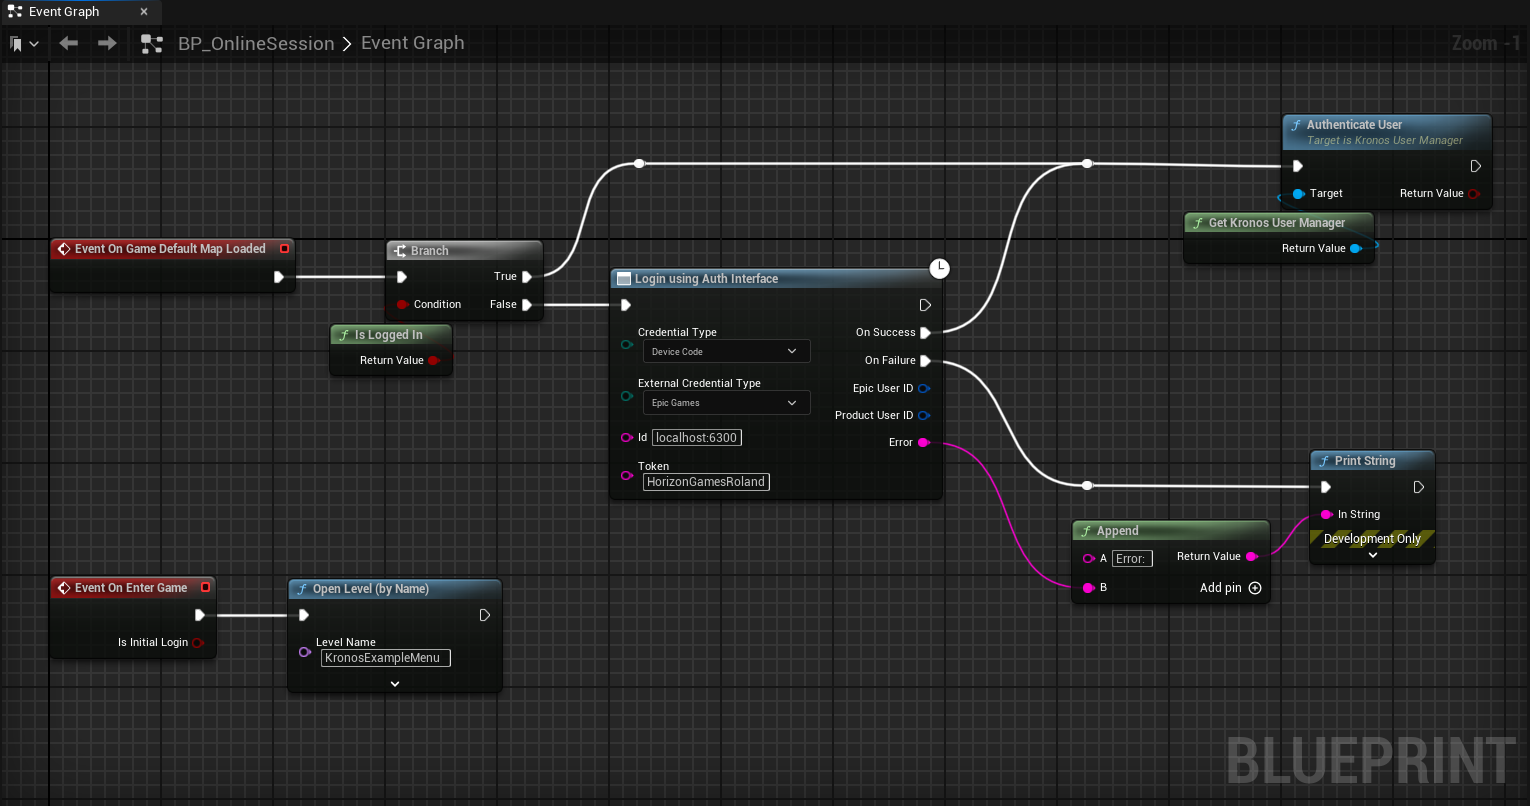 Event Graph
BP_OnlineSession > Event Graph
Zoom -1
Authenticate User
Target is Kronos User Manager
Target
Return Value
Get Kronos User Manager
Return Value
Event On Game Default Map Loaded
Branch
True
Condition
False
Is Logged In
Return Value
Login using Auth Interface
Credential Type
Device Code
External Credential Type
Epic Games
Id
localhost:6300
Token
HorizonGamesRoland
On Success
On Failure
Epic User ID
Product User ID
Error
Print String
In String
Development Only
Append
A
Error:
Return Value
B
Add pin
Event On Enter Game
Is Initial Login
Open Level (by Name)
Level Name
KronosExampleMenu
BLUEPRINT